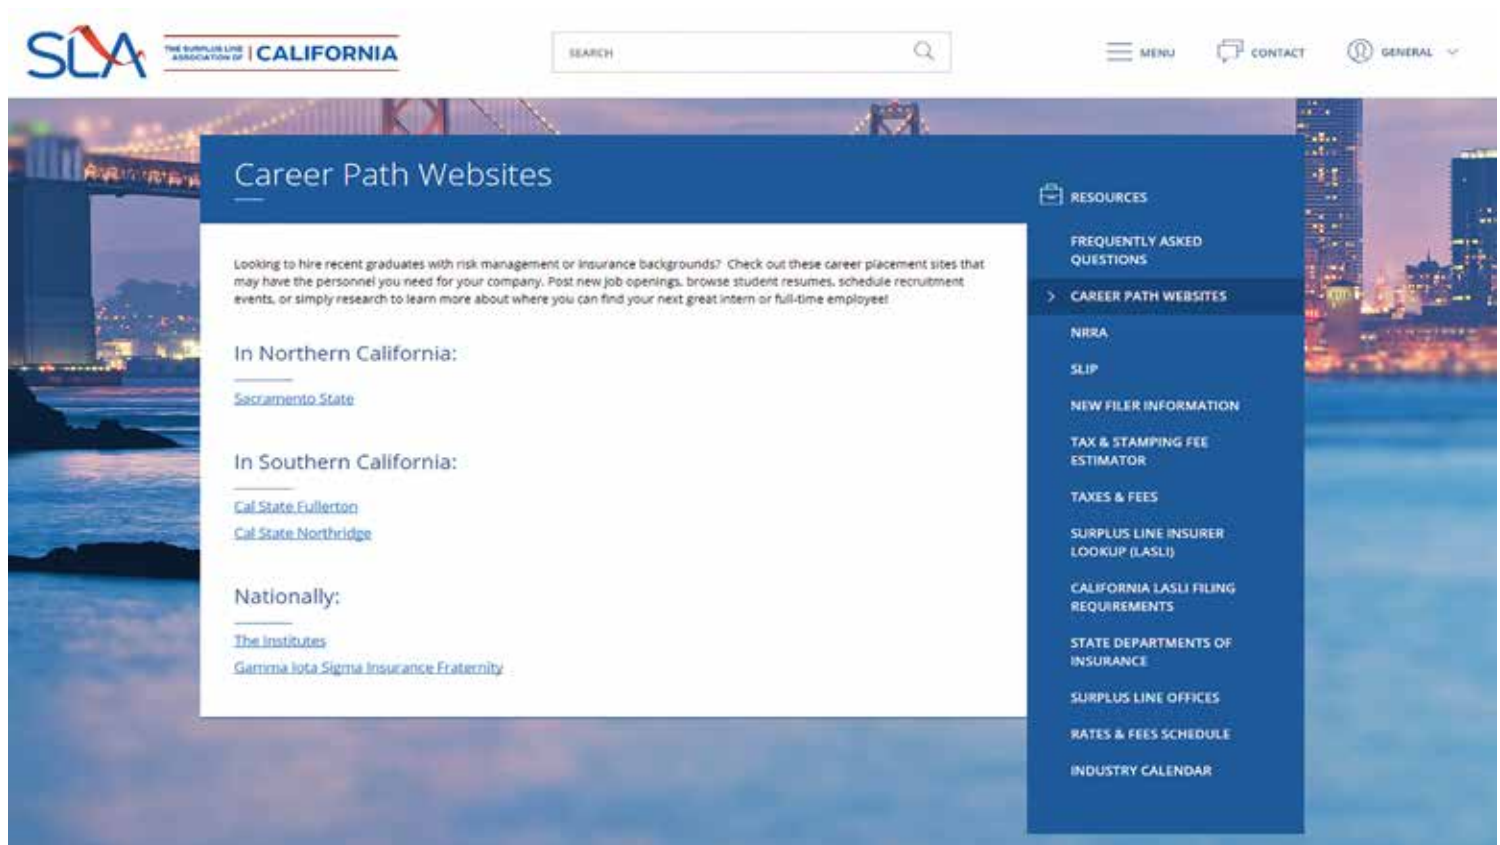 SLA THE SURPLUS LINE
ASSOCIATION OF CALIFORNIA
SEARCH
MENU
CONTACT
GENERAL
Career Path Websites
Looking to hire recent graduates with risk management or insurance backgrounds? Check out these career placement sites that
may have the personnel you need for your company. Post new job openings, browse student resumes, schedule recruitment
events, or simply research to learn more about where you can find your next great intern or full-time employee!
In Northern California:
Sacramento State
In Southern California:
Cal State Fullerton
Cal State Northridge
Nationally:
The Institutes
Gamma Iota Sigma Insurance Fraternity
RESOURCES
FREQUENTLY ASKED
QUESTIONS
CAREER PATH WEBSITES
NRRA
SLIP
NEW FILER INFORMATION
TAX & STAMPING FEE
ESTIMATOR
TAXES & FEES
SURPLUS LINE INSURER
LOOKUP (LASLI)
CALIFORNIA LASLI FILING
REQUIREMENTS
STATE DEPARTMENTS OF
INSURANCE
SURPLUS LINE OFFICES
RATES & FEES SCHEDULE
INDUSTRY CALENDAR